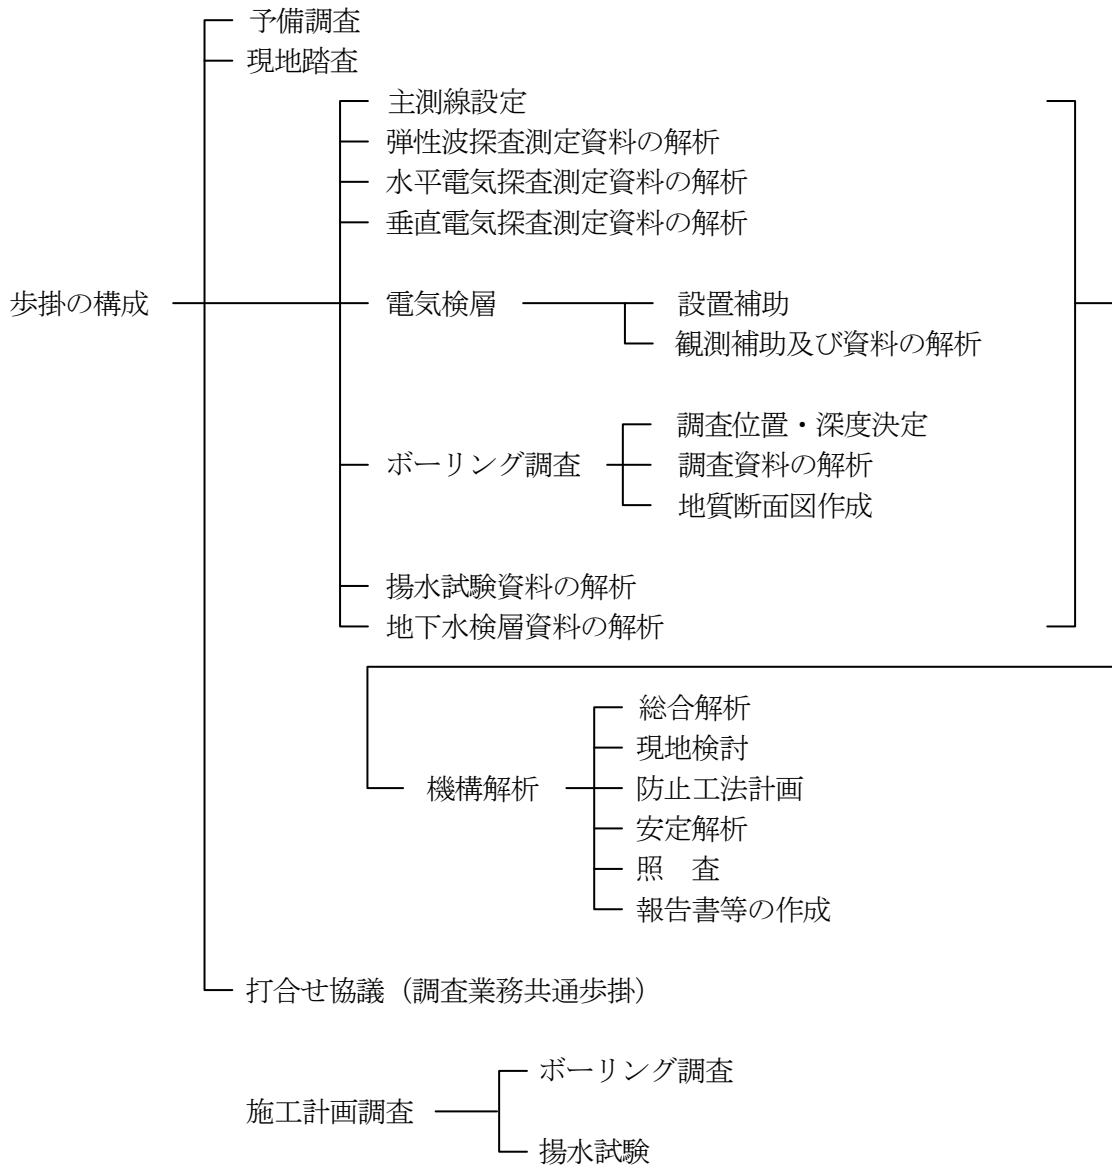 予備調査
現地踏査
主測線設定
弾性波探査測定資料の解析
水平電気探査測定資料の解析
垂直電気探査測定資料の解析
歩掛の構成
電気検層
設置補助
観測補助及び資料の解析
調査位置・深度決定
ボーリング調査
調査資料の解析
地質断面図作成
揚水試験資料の解析
地下水検層資料の解析
総合解析
現地検討
機構解析
防止工法計画
安定解析
照　査
報告書等の作成
打合せ協議（調査業務共通歩掛）
ボーリング調査
施工計画調査
揚水試験